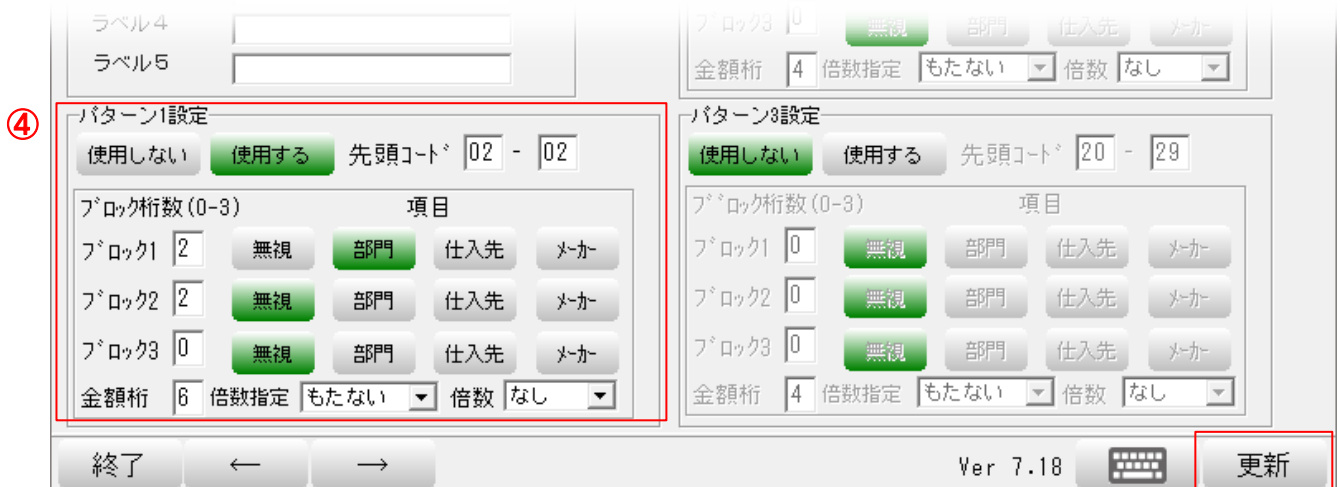 ラベル4
ラベル5
④
パターン1設定
使用しない 使用する 先頭ｺｰﾄﾞ 02 - 02
ﾌﾞﾛｯｸ桁数(0-3) 項目
ﾌﾞﾛｯｸ1 2 無視 部門 仕入先 ﾒｰｶｰ
ﾌﾞﾛｯｸ2 2 無視 部門 仕入先 ﾒｰｶｰ
ﾌﾞﾛｯｸ3 0 無視 部門 仕入先 ﾒｰｶｰ
金額桁 6 倍数指定 もたない 倍数 なし
ﾌﾞﾛｯｸ3 0 無視 部門 仕入先 ﾒｰｶｰ
金額桁 4 倍数指定 もたない 倍数 なし
パターン3設定
使用しない 使用する 先頭ｺｰﾄﾞ 20 - 29
ﾌﾞﾛｯｸ桁数(0-3) 項目
ﾌﾞﾛｯｸ1 0 無視 部門 仕入先 ﾒｰｶｰ
ﾌﾞﾛｯｸ2 0 無視 部門 仕入先 ﾒｰｶｰ
ﾌﾞﾛｯｸ3 0 無視 部門 仕入先 ﾒｰｶｰ
金額桁 4 倍数指定 もたない 倍数 なし
終了 ← → Ver 7.18 更新